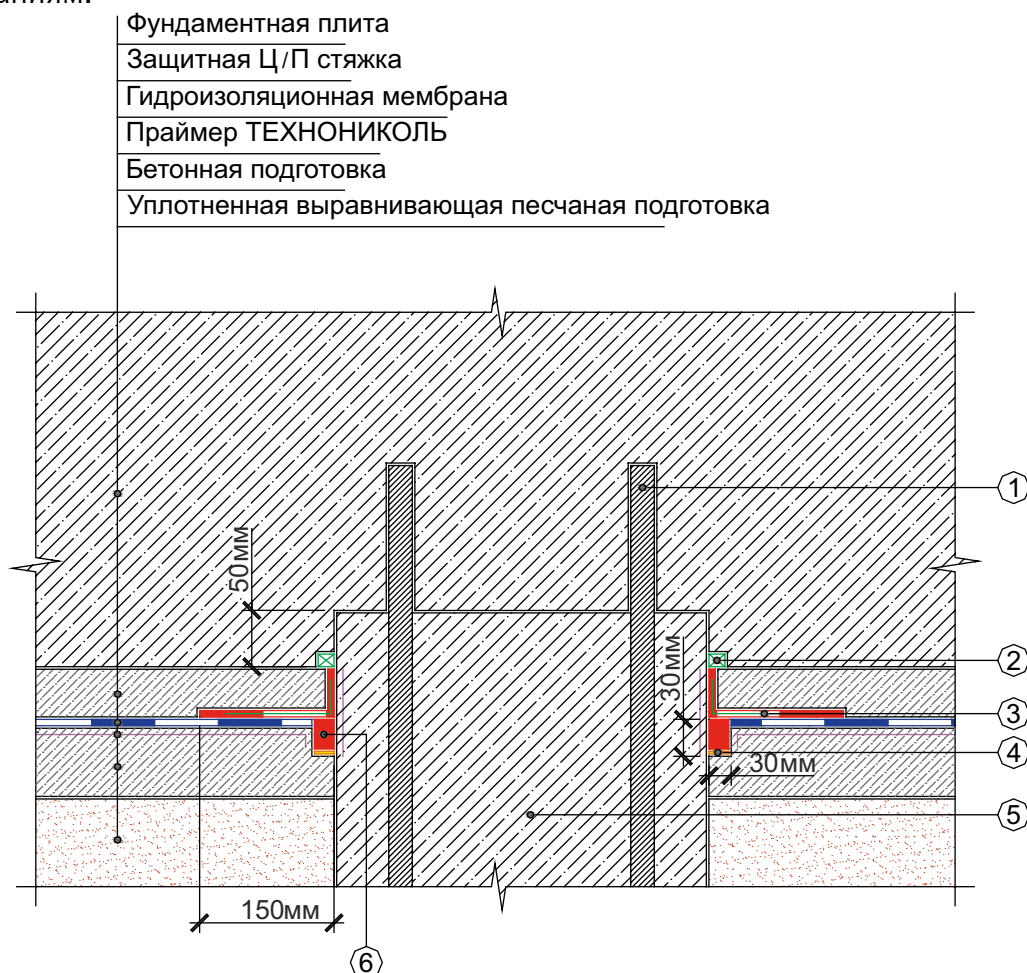 аниям.
Фундаментная плита
Защитная Ц/П стяжка
Гидроизоляционная мембрана
Праймер ТЕХНОНИКОЛЬ
Бетонная подготовка
Уплотненная выравнивающая песчаная подготовка
1
50мм
2
30мм
3
4
30мм
5
150мм
6